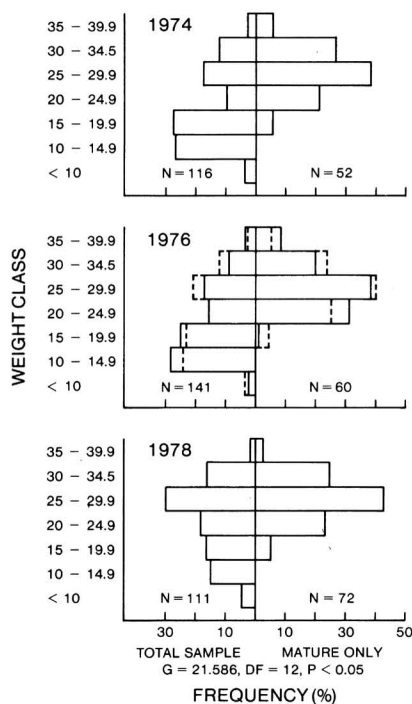 1974
35 – 39.9
30 – 34.5
25 – 29.9
20 – 24.9
15 – 19.9
10 – 14.9
< 10
N = 116
N = 52
WEIGHT CLASS
1976
35 – 39.9
30 – 34.5
25 – 29.9
20 – 24.9
15 – 19.9
10 – 14.9
< 10
N = 141
N = 60
1978
35 – 39.9
30 – 34.5
25 – 29.9
20 – 24.9
15 – 19.9
10 – 14.9
< 10
N = 111
N = 72
30 10 10 30 50
TOTAL SAMPLE MATURE ONLY
G = 21.586, DF = 12, P < 0.05
FREQUENCY (%)